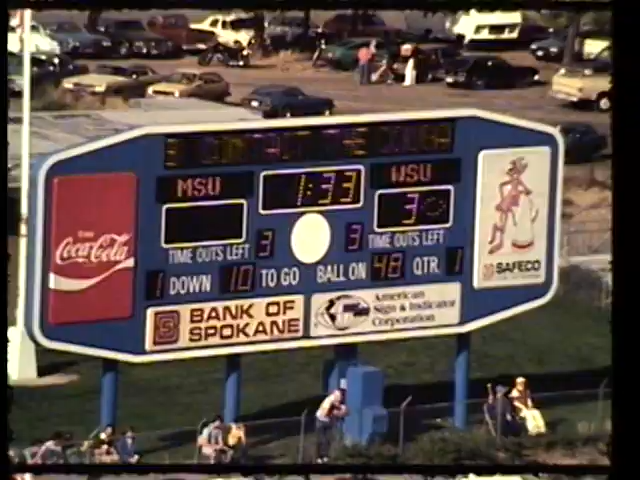 MSU
1:33
WSU
3
TIME OUTS LEFT 3
3 TIME OUTS LEFT
1 DOWN 10 TO GO BALL ON 48 QTR 1
Enjoy
Coca-Cola
SAFECO
BANK OF
SPOKANE
American
Sign & Indicator
Corporation